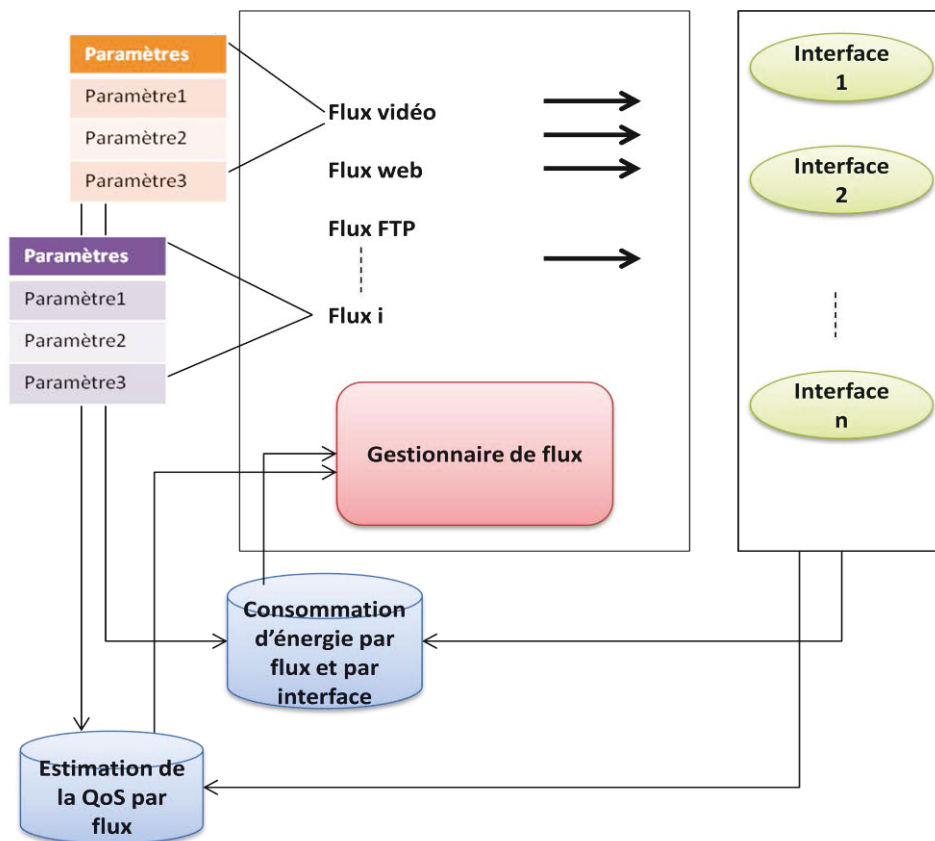 Paramètres
Paramètre1
Paramètre2
Paramètre3
Paramètres
Paramètre1
Paramètre2
Paramètre3
Flux vidéo
Flux web
Flux FTP
Flux i
Gestionnaire de flux
Interface
1
Interface
2
Interface
n
Consommation
d'énergie par
flux et par
interface
Estimation de
la QoS par
flux